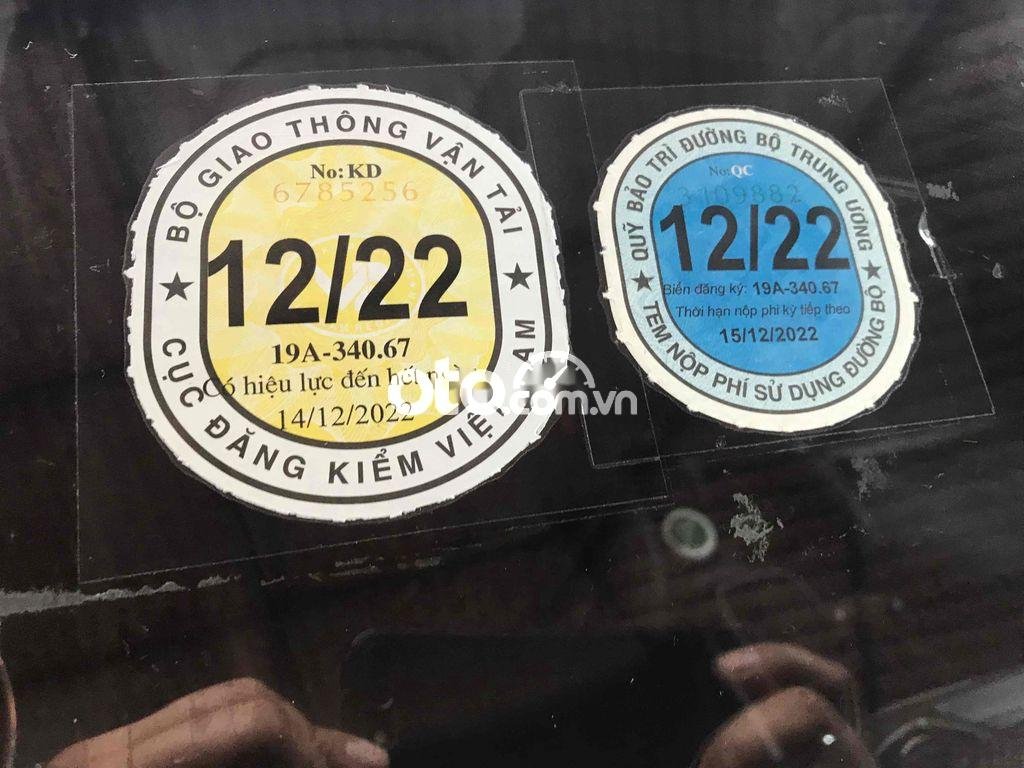 BỘ GIAO THÔNG VẬN TẢI
No: KD
6785256
12/22
19A-340.67
Có hiệu lực đến hết
14/12/2022
CỤC ĐĂNG KIỂM VIỆT NAM
QUỸ BẢO TRÌ ĐƯỜNG BỘ TRUNG ƯƠNG
No: QC
3109882
12/22
Biển đăng ký: 19A-340.67
Thời hạn nộp phí kỳ tiếp theo
15/12/2022
TEM NỘP PHÍ SỬ DỤNG ĐƯỜNG BỘ
oto.com.vn